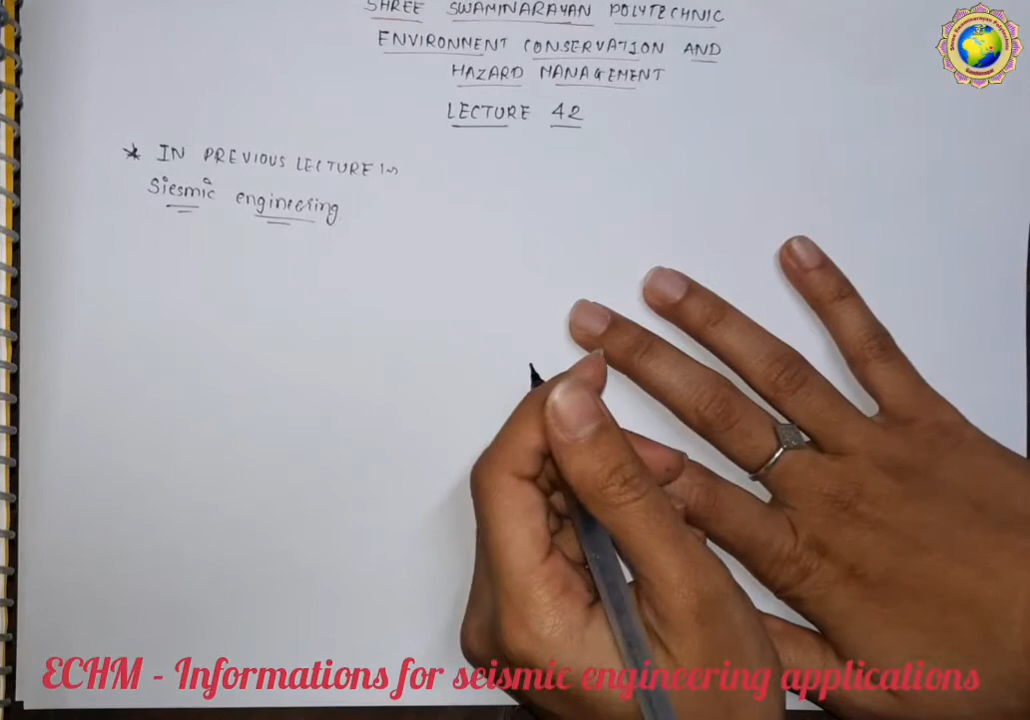 SHREE SWAMINARAYAN POLYTECHNIC
ENVIRONMENT CONSERVATION AND
HAZARD MANAGEMENT
LECTURE 42
* IN PREVIOUS LECTURE
Siesmic engineering
ECHM - Informations for seismic engineering applications